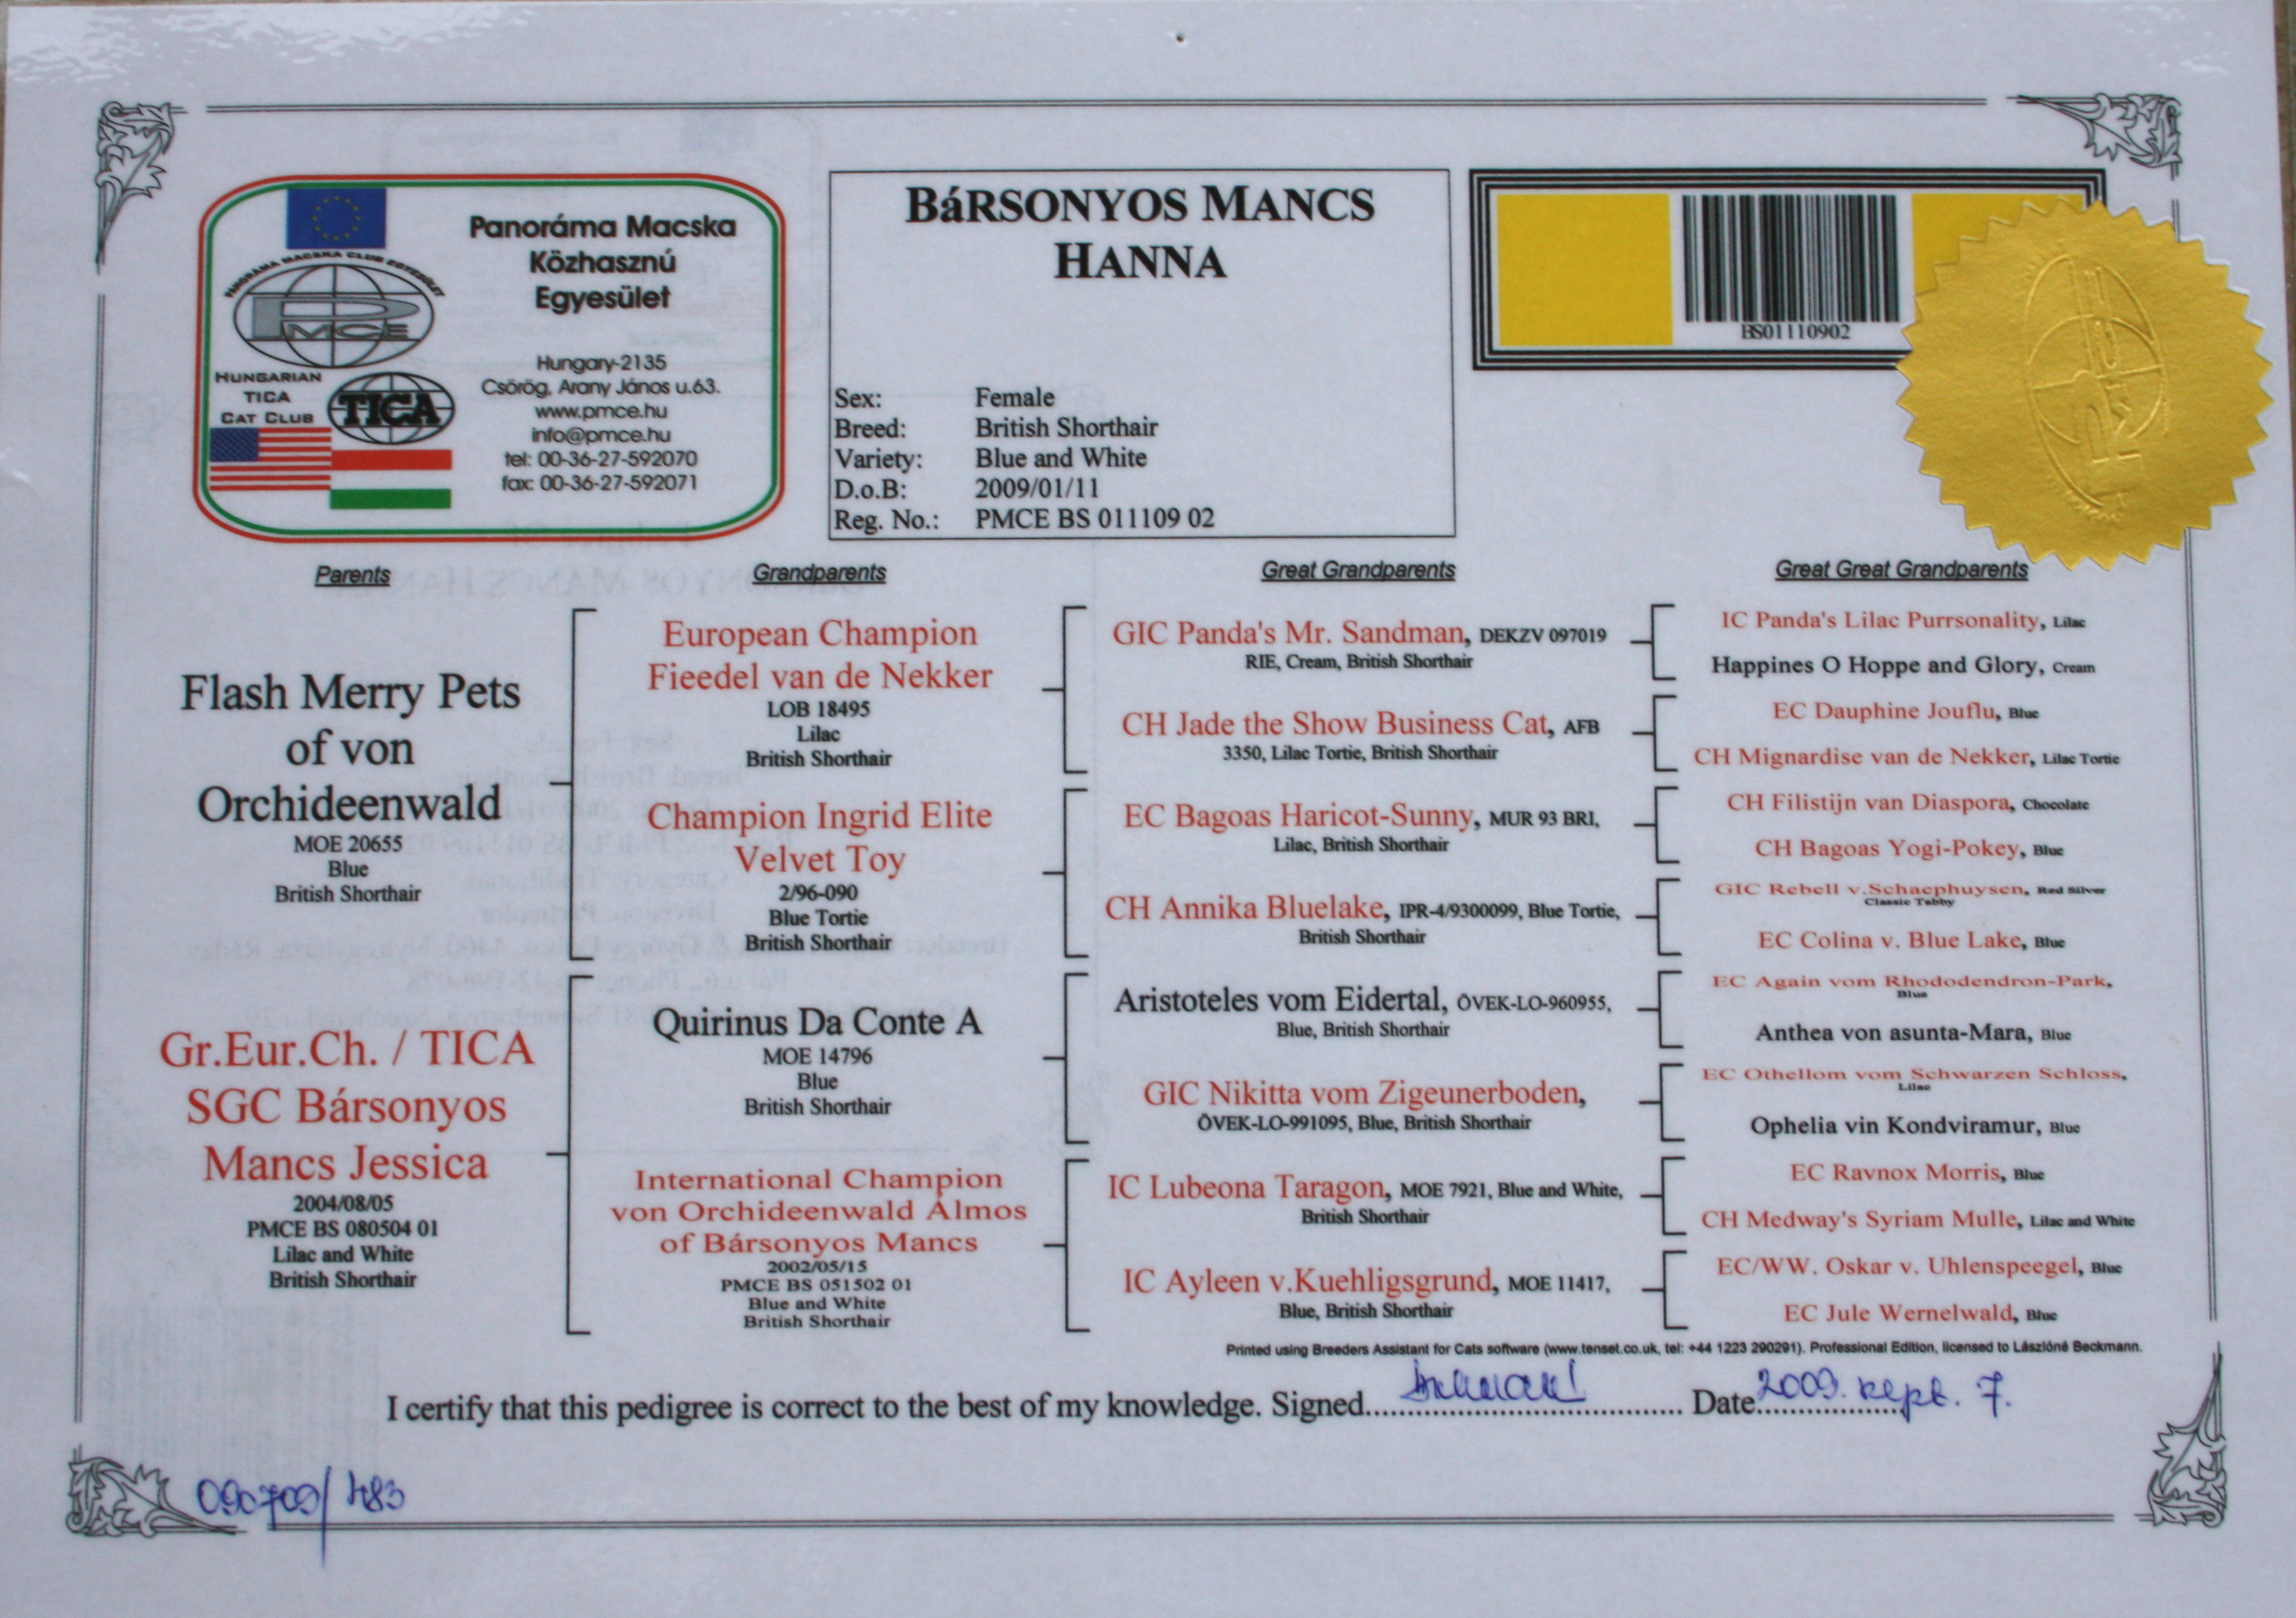 PANORÁMA MACSKA CLUB EGYESÜLET
PMCE
HUNGARIAN
TICA
CAT CLUB
TICA
Panoráma Macska
Közhasznú
Egyesület
Hungary-2135
Csörög, Arany János u.63.
www.pmce.hu
info@pmce.hu
tel: 00-36-27-592070
fax: 00-36-27-592071
BáRSONYOS MANCS
HANNA
Sex: Female
Breed: British Shorthair
Variety: Blue and White
D.o.B: 2009/01/11
Reg. No.: PMCE BS 011109 02
BS01110902
Parents
Flash Merry Pets
of von
Orchideenwald
MOE 20655
Blue
British Shorthair
Gr.Eur.Ch. / TICA
SGC Bársonyos
Mancs Jessica
2004/08/05
PMCE BS 080504 01
Lilac and White
British Shorthair
Grandparents
European Champion
Fieedel van de Nekker
LOB 18495
Lilac
British Shorthair
Champion Ingrid Elite
Velvet Toy
2/96-090
Blue Tortie
British Shorthair
Quirinus Da Conte A
MOE 14796
Blue
British Shorthair
International Champion
von Orchideenwald Álmos
of Bársonyos Mancs
2002/05/15
PMCE BS 051502 01
Blue and White
British Shorthair
Great Grandparents
GIC Panda's Mr. Sandman, DEKZV 097019
RIE, Cream, British Shorthair
CH Jade the Show Business Cat, AFB
3350, Lilac Tortie, British Shorthair
EC Bagoas Haricot-Sunny, MUR 93 BRI,
Lilac, British Shorthair
CH Annika Bluelake, IPR-4/9300099, Blue Tortie,
British Shorthair
Aristoteles vom Eidertal, ÖVEK-LO-960955,
Blue, British Shorthair
GIC Nikitta vom Zigeunerboden,
ÖVEK-LO-991095, Blue, British Shorthair
IC Lubeona Taragon, MOE 7921, Blue and White,
British Shorthair
IC Ayleen v.Kuehligsgrund, MOE 11417,
Blue, British Shorthair
Great Great Grandparents
IC Panda's Lilac Purrsonality, Lilac
Happines O Hoppe and Glory, Cream
EC Dauphine Jouflu, Blue
CH Mignardise van de Nekker, Lilac Tortie
CH Filistijn van Diaspora, Chocolate
CH Bagoas Yogi-Pokey, Blue
GIC Rebell v.Schaephuysen, Red Silver
Classic Tabby
EC Colina v. Blue Lake, Blue
EC Again vom Rhododendron-Park,
Blue
Anthea von asunta-Mara, Blue
EC Othellom vom Schwarzen Schloss,
Lilac
Ophelia vin Kondviramur, Blue
EC Ravnox Morris, Blue
CH Medway's Syriam Mulle, Lilac and White
EC/WW. Oskar v. Uhlenspeegel, Blue
EC Jule Wernelwald, Blue
Printed using Breeders Assistant for Cats software (www.tenset.co.uk, tel: +44 1223 290291). Professional Edition, licensed to Lászlóné Beckmann.
I certify that this pedigree is correct to the best of my knowledge. Signed Date 2009. sept. 7.
090709/483